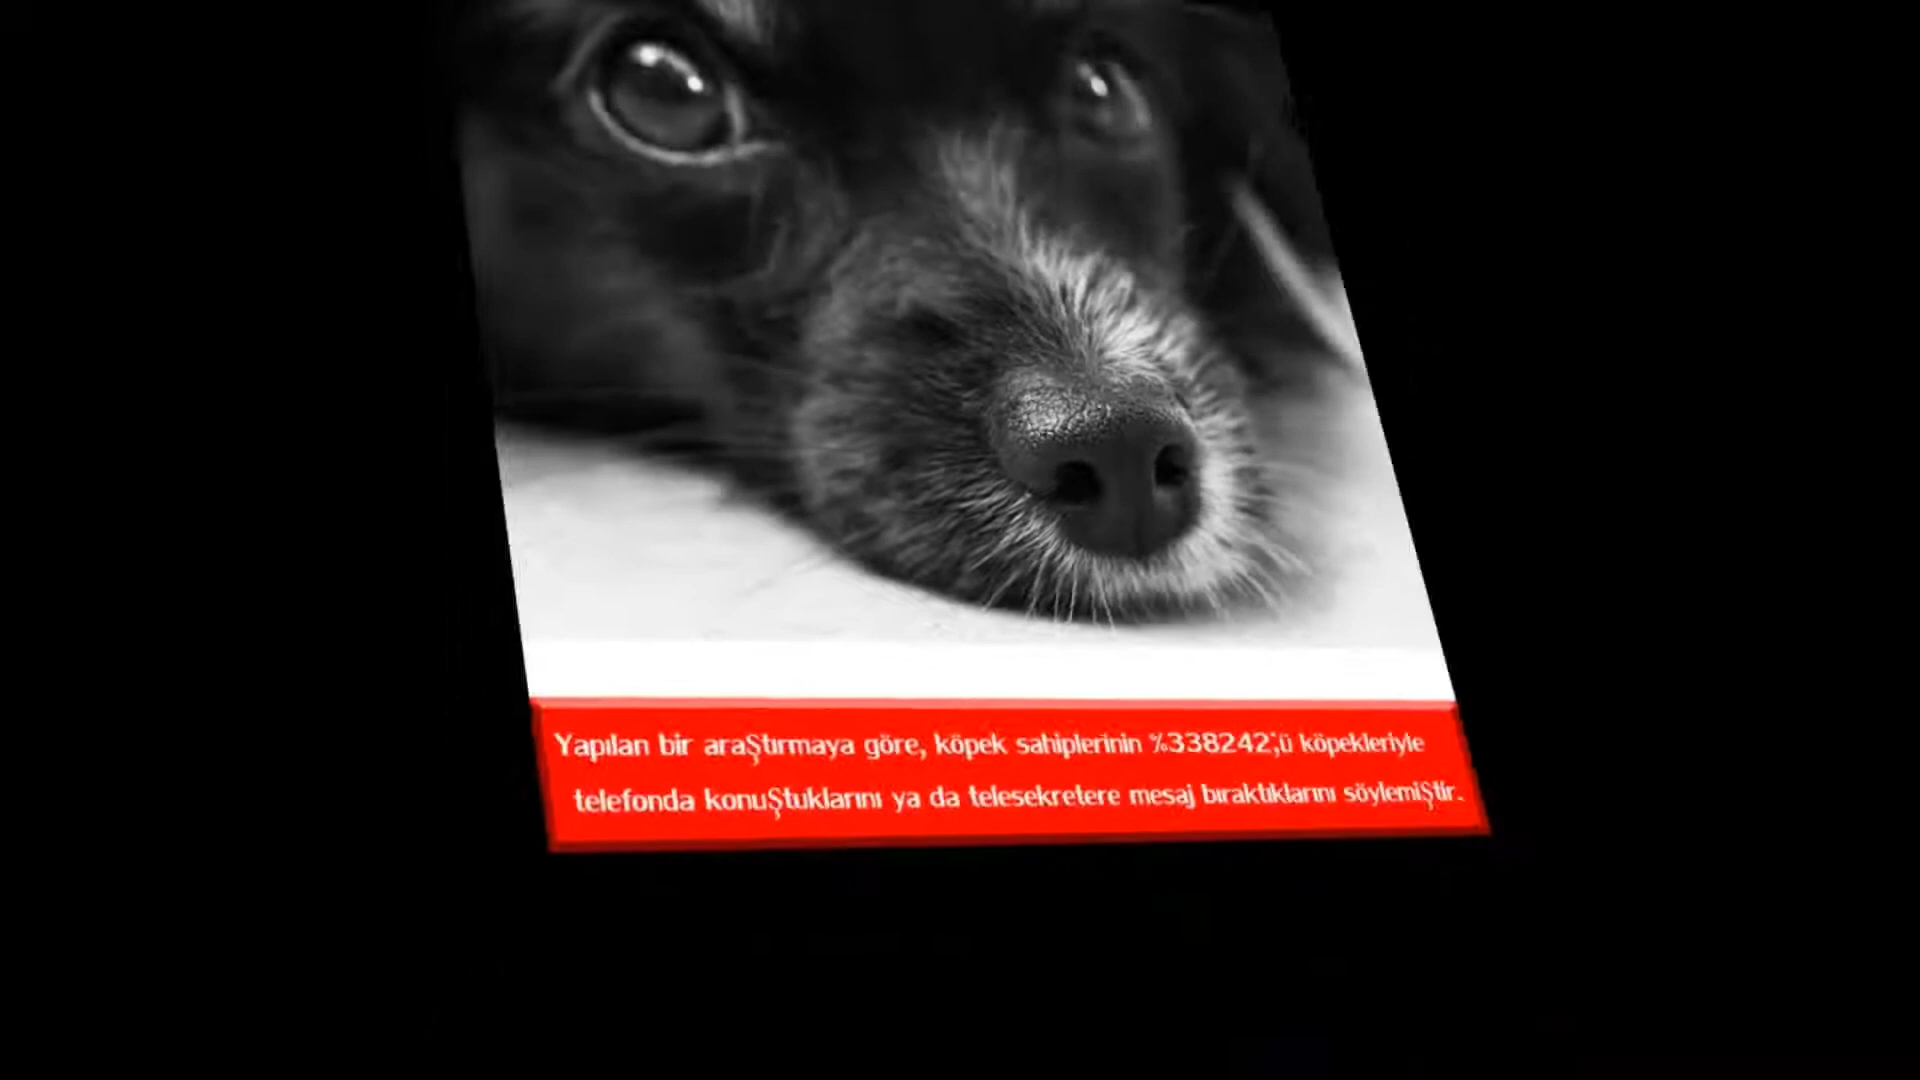 Yapılan bir araŞtırmaya göre, köpek sahiplerinin %338242;ü köpekleriyle
telefonda konuŞtuklarını ya da telesekretere mesaj bıraktıklarını söylemiŞtir.